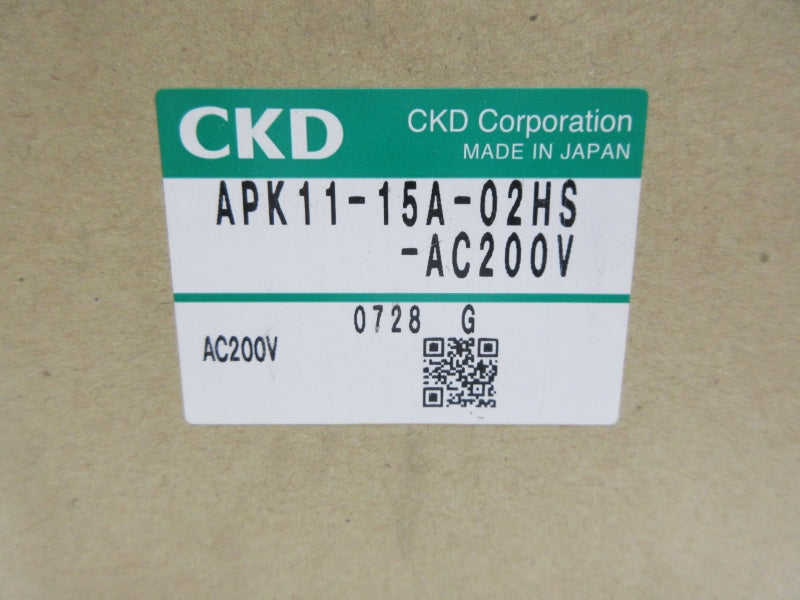 CKD
CKD Corporation
MADE IN JAPAN
APK11-15A-02HS
-AC200V
0728 G
AC200V